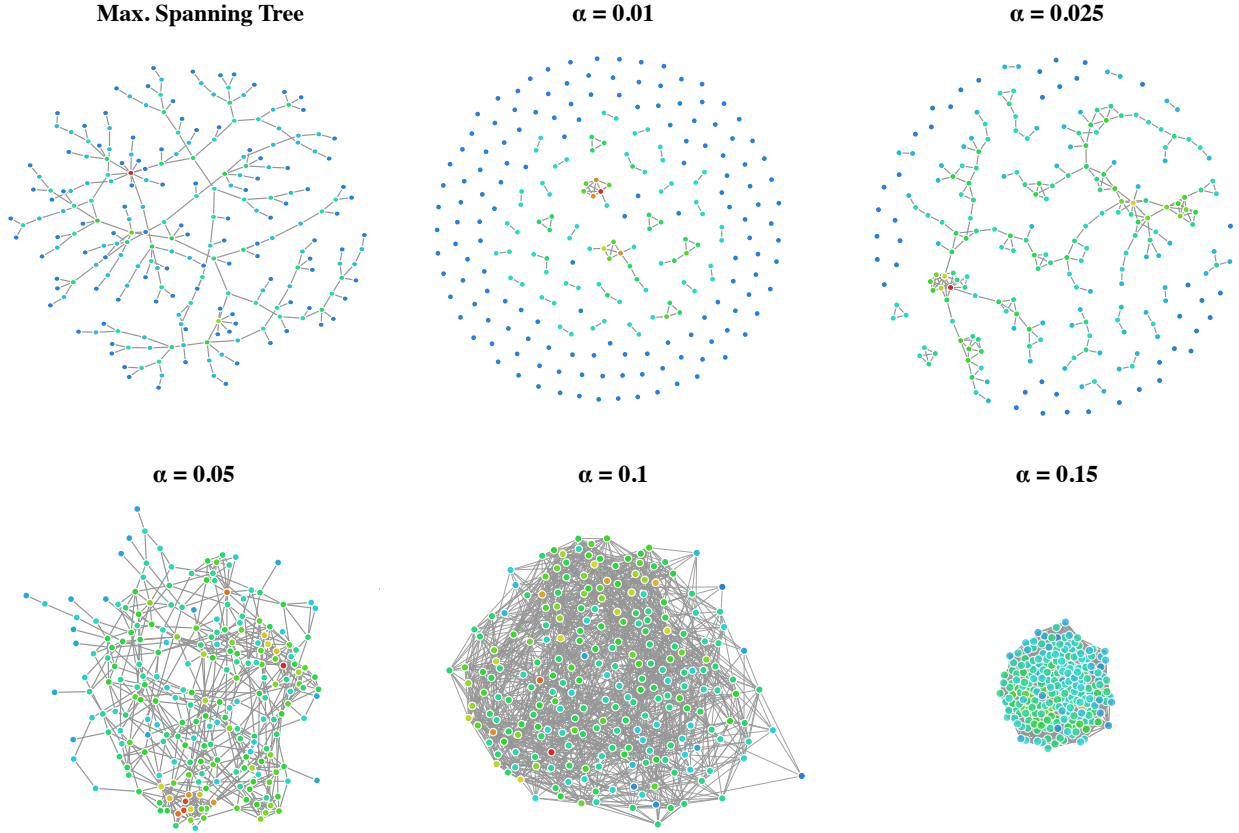 Max. Spanning Tree
α = 0.01
α = 0.025
α = 0.05
α = 0.1
α = 0.15